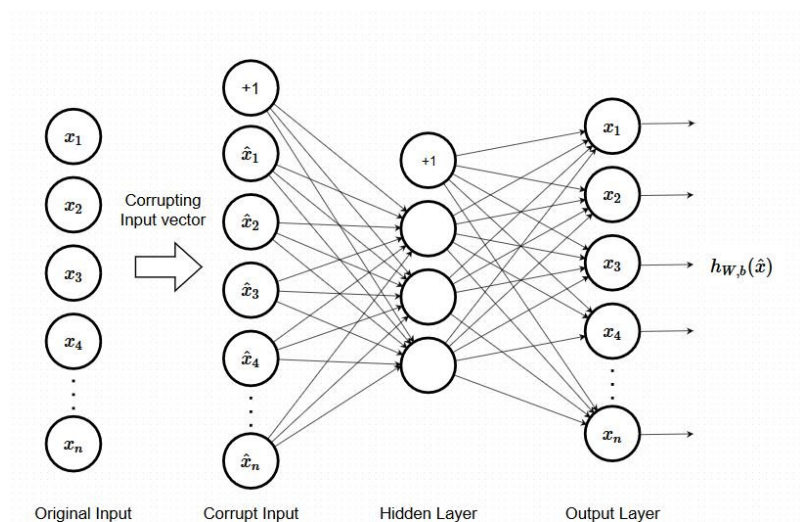 x₁
x₂
x₃
x₄
xₙ
Original Input
Corrupting
Input vector
+1
x̂₁
x̂₂
x̂₃
x̂₄
x̂ₙ
Corrupt Input
+1
Hidden Layer
x₁
x₂
x₃
x₄
xₙ
Output Layer
h_{W,b}(x̂)